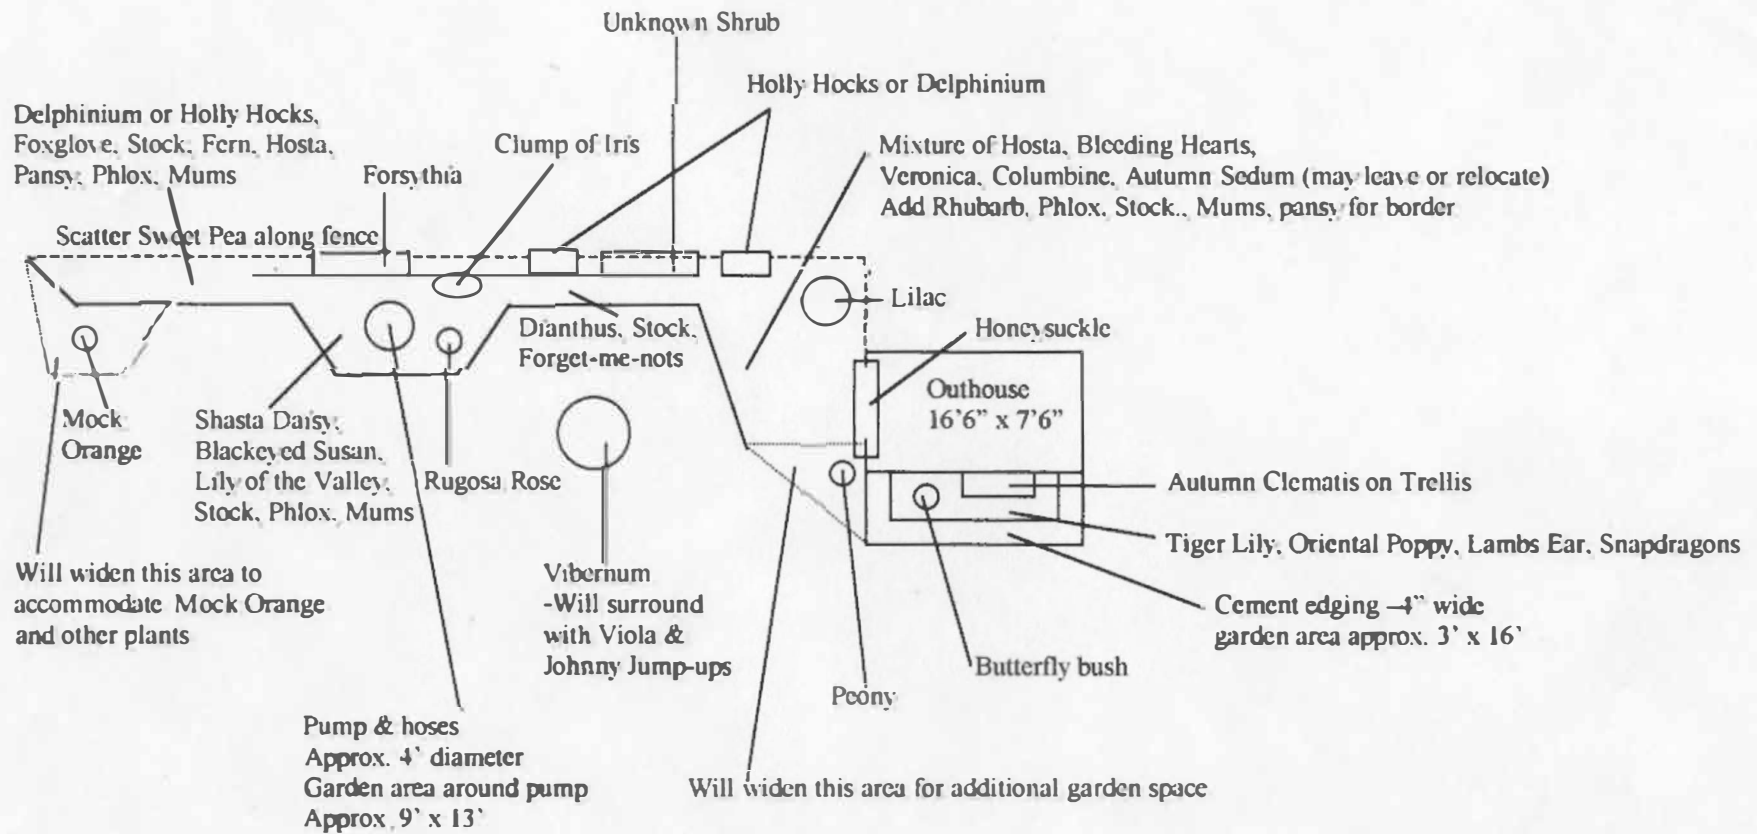 Unknown Shrub
Holly Hocks or Delphinium
Delphinium or Holly Hocks,
Foxglove, Stock, Fern, Hosta,
Pansy, Phlox, Mums
Clump of Iris
Forsythia
Mixture of Hosta, Bleeding Hearts,
Veronica, Columbine, Autumn Sedum (may leave or relocate)
Add Rhubarb, Phlox, Stock., Mums, pansy for border
Scatter Sweet Pea along fence
Lilac
Dianthus, Stock,
Forget-me-nots
Honeysuckle
Outhouse
16'6" x 7'6"
Mock
Orange
Shasta Daisy,
Blackeyed Susan,
Lily of the Valley,
Stock, Phlox, Mums
Rugosa Rose
Autumn Clematis on Trellis
Tiger Lily, Oriental Poppy, Lambs Ear, Snapdragons
Will widen this area to
accommodate Mock Orange
and other plants
Vibernum
-Will surround
with Viola &
Johnny Jump-ups
Cement edging –4" wide
garden area approx. 3' x 16'
Butterfly bush
Peony
Pump & hoses
Approx. 4' diameter
Garden area around pump
Approx. 9' x 13'
Will widen this area for additional garden space